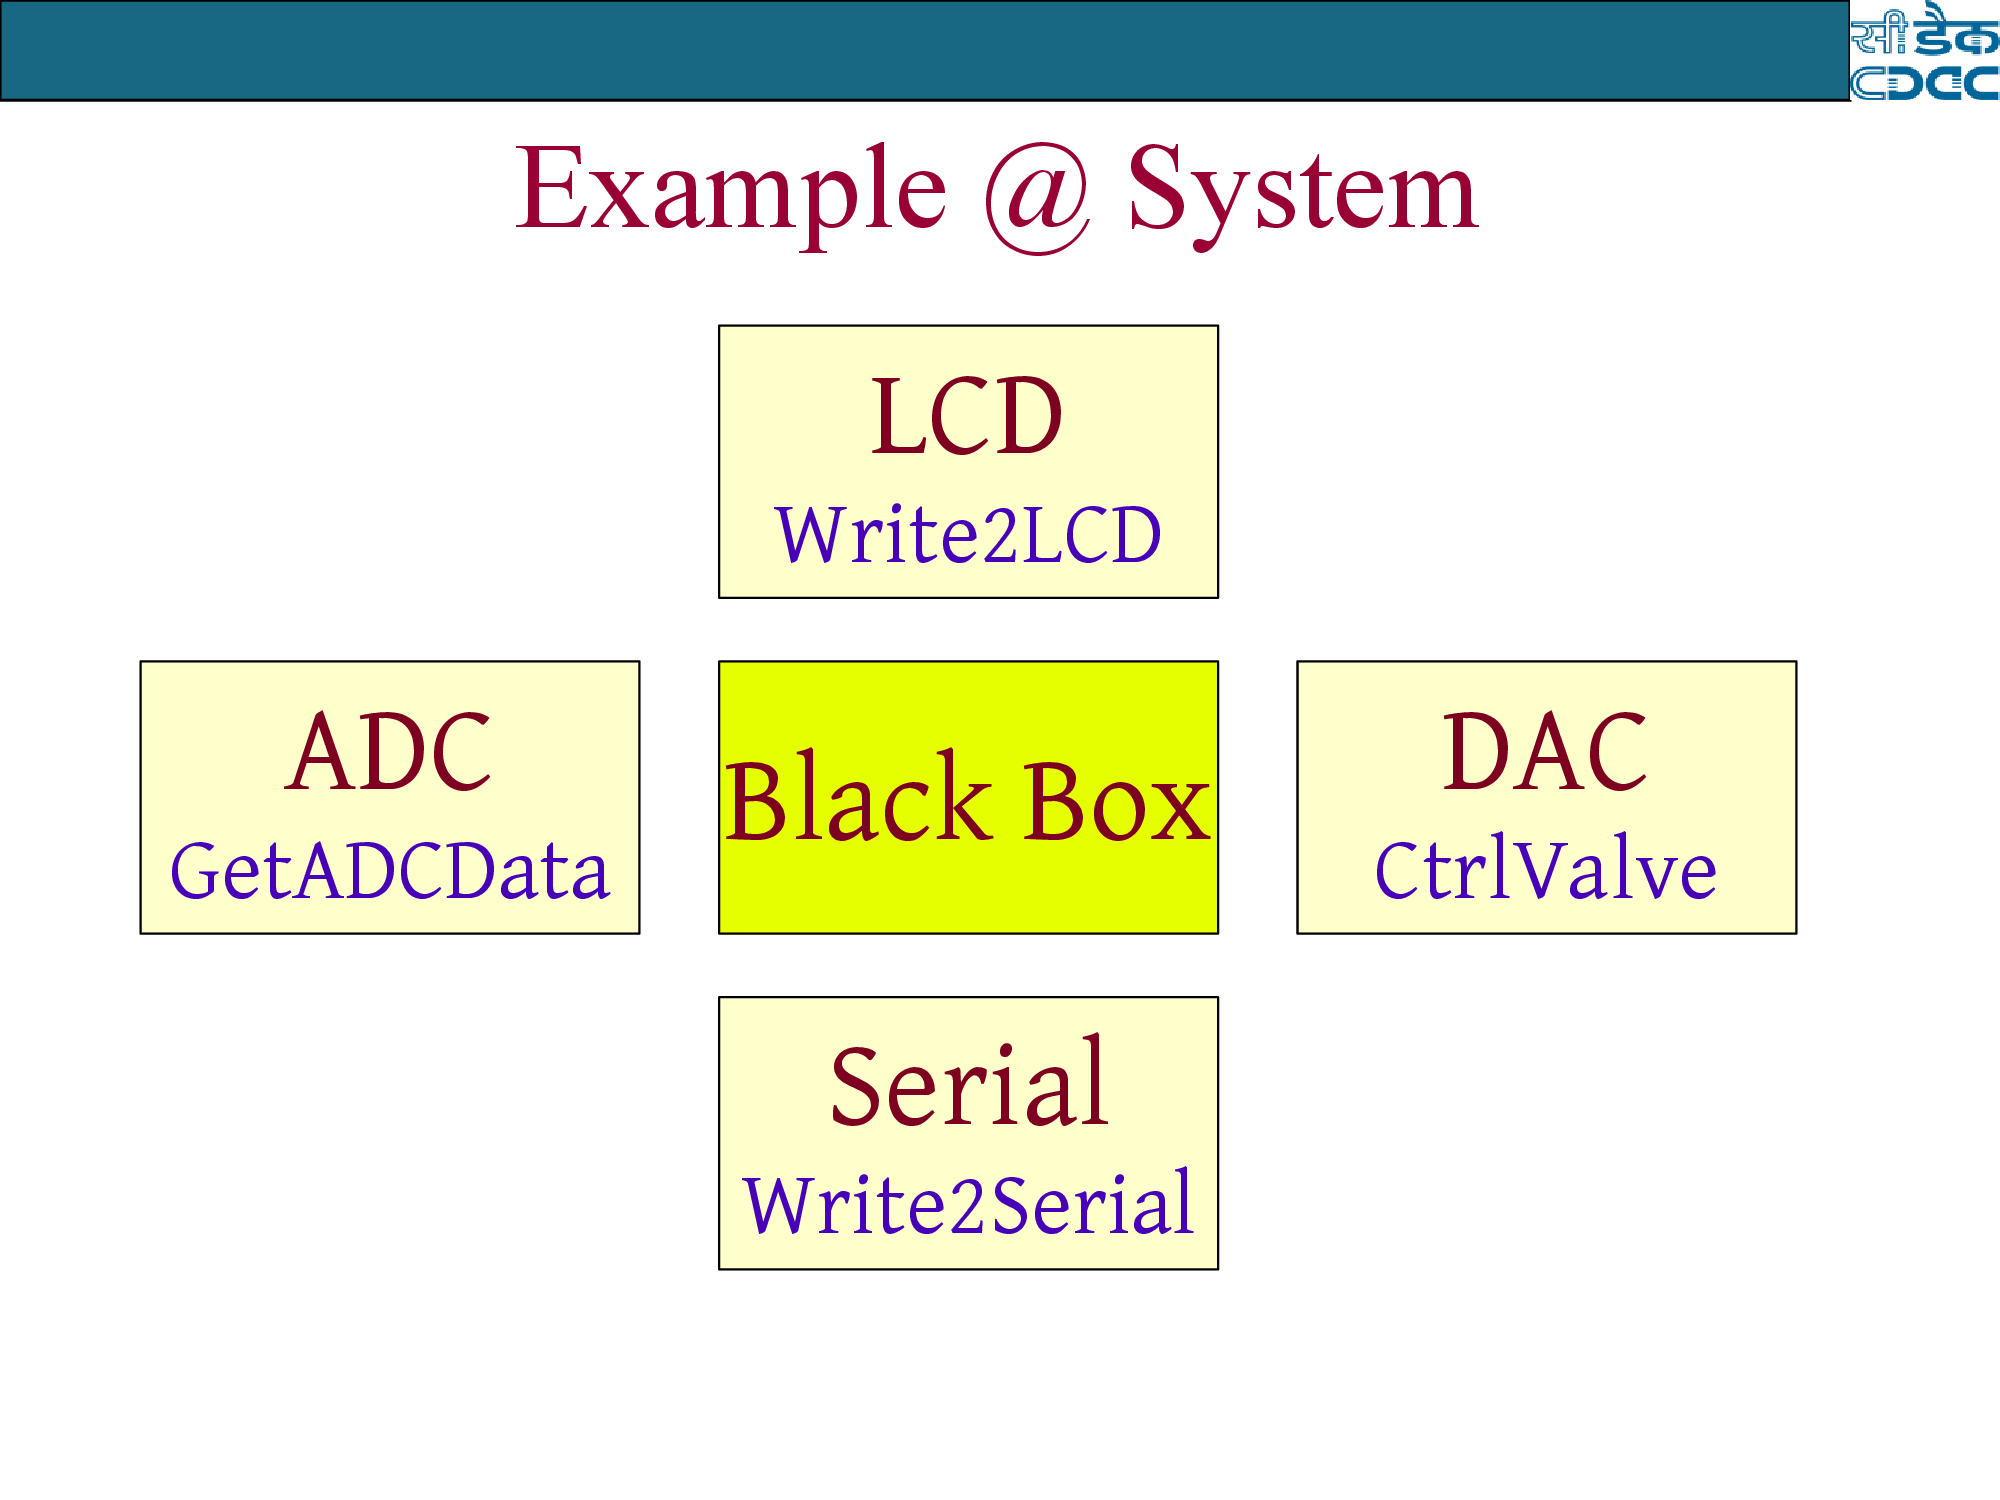 सी डैक
CDAC
Example @ System
LCD
Write2LCD
ADC
GetADCData
Black Box
DAC
CtrlValve
Serial
Write2Serial